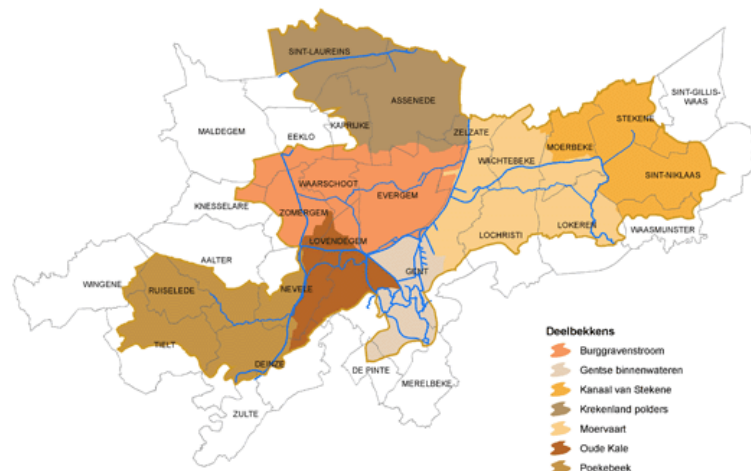 SINT-LAUREINS
ASSENEDE
SINT-GILLIS-
WAAS
STEKENE
MALDEGEM
KAPRIJKE
EEKLO
ZELZATE
MOERBEKE
WACHTEBEKE
SINT-NIKLAAS
WAARSCHOOT
EVERGEM
KNESSELARE
ZOMERGEM
LOKEREN
WAASMUNSTER
LOVENDEGEM
LOCHRISTI
AALTER
GENT
WINGENE
RUISELEDE
NEVELE
TIELT
DEINZE
DE PINTE
MERELBEKE
ZULTE
Deelbekkens
Burggravenstroom
Gentse binnenwateren
Kanaal van Stekene
Krekenland polders
Moervaart
Oude Kale
Poekebeek